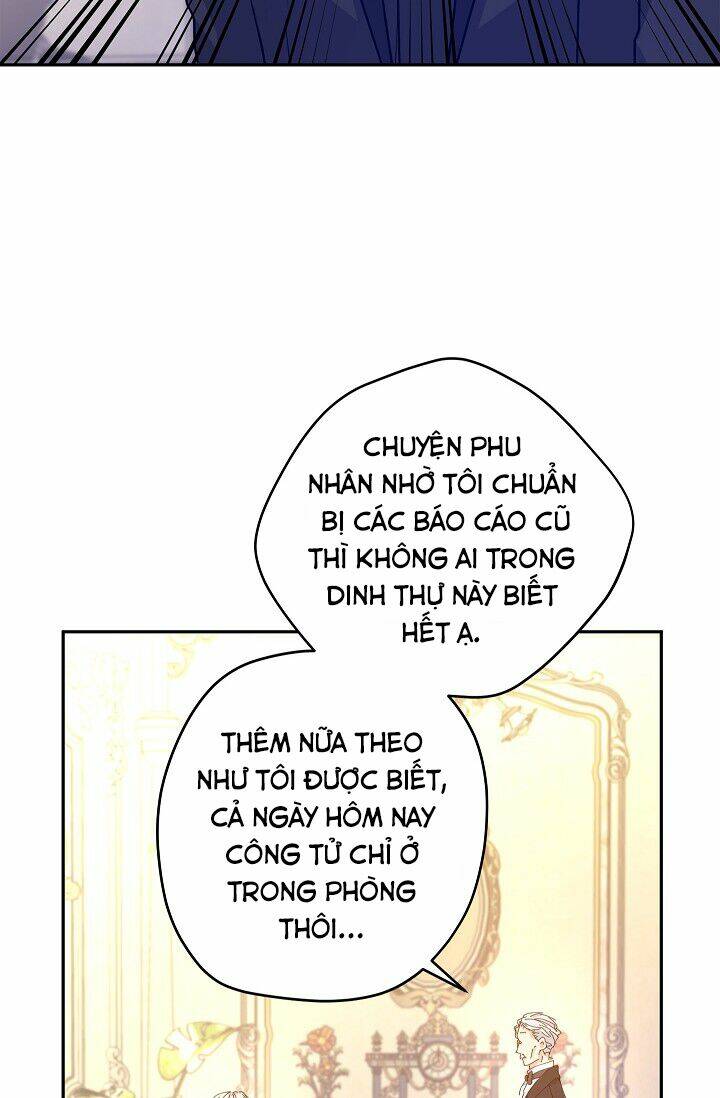 CHUYỆN PHU
NHÂN NHỜ TÔI CHUẨN
BỊ CÁC BÁO CÁO CŨ
THÌ KHÔNG AI TRONG
DINH THỰ NÀY BIẾT
HẾT Ạ.
THÊM NỮA THEO
NHƯ TÔI ĐƯỢC BIẾT,
CẢ NGÀY HÔM NAY
CÔNG TỬ CHỈ Ở
TRONG PHÒNG
THÔI...